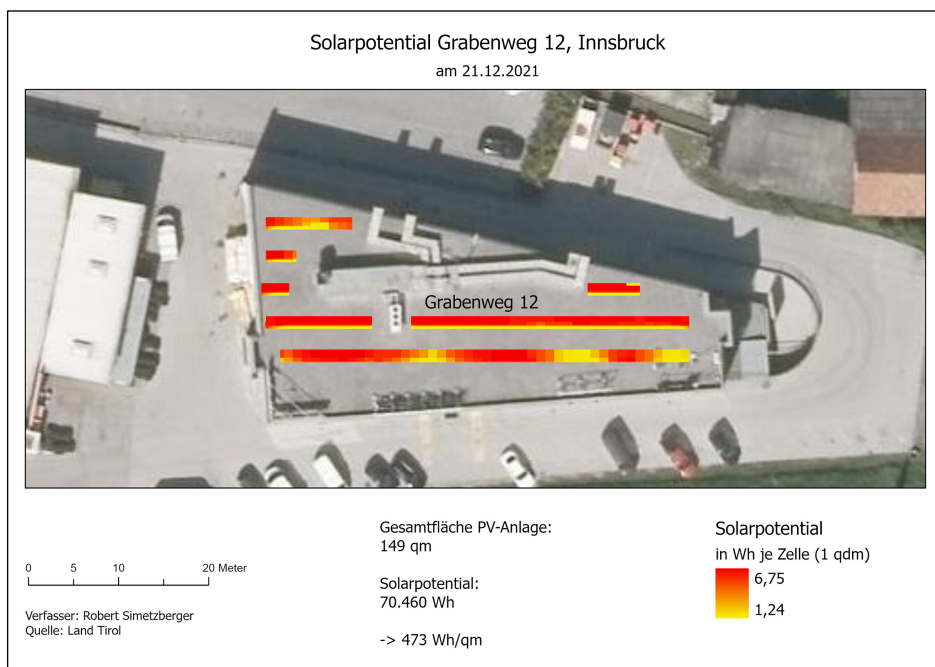 Solarpotential Grabenweg 12, Innsbruck
am 21.12.2021
Grabenweg 12
Gesamtfläche PV-Anlage:
149 qm
Solarpotential:
70.460 Wh
-> 473 Wh/qm
Solarpotential
in Wh je Zelle (1 qdm)
6,75
1,24
0 5 10 20 Meter
Verfasser: Robert Simetzberger
Quelle: Land Tirol